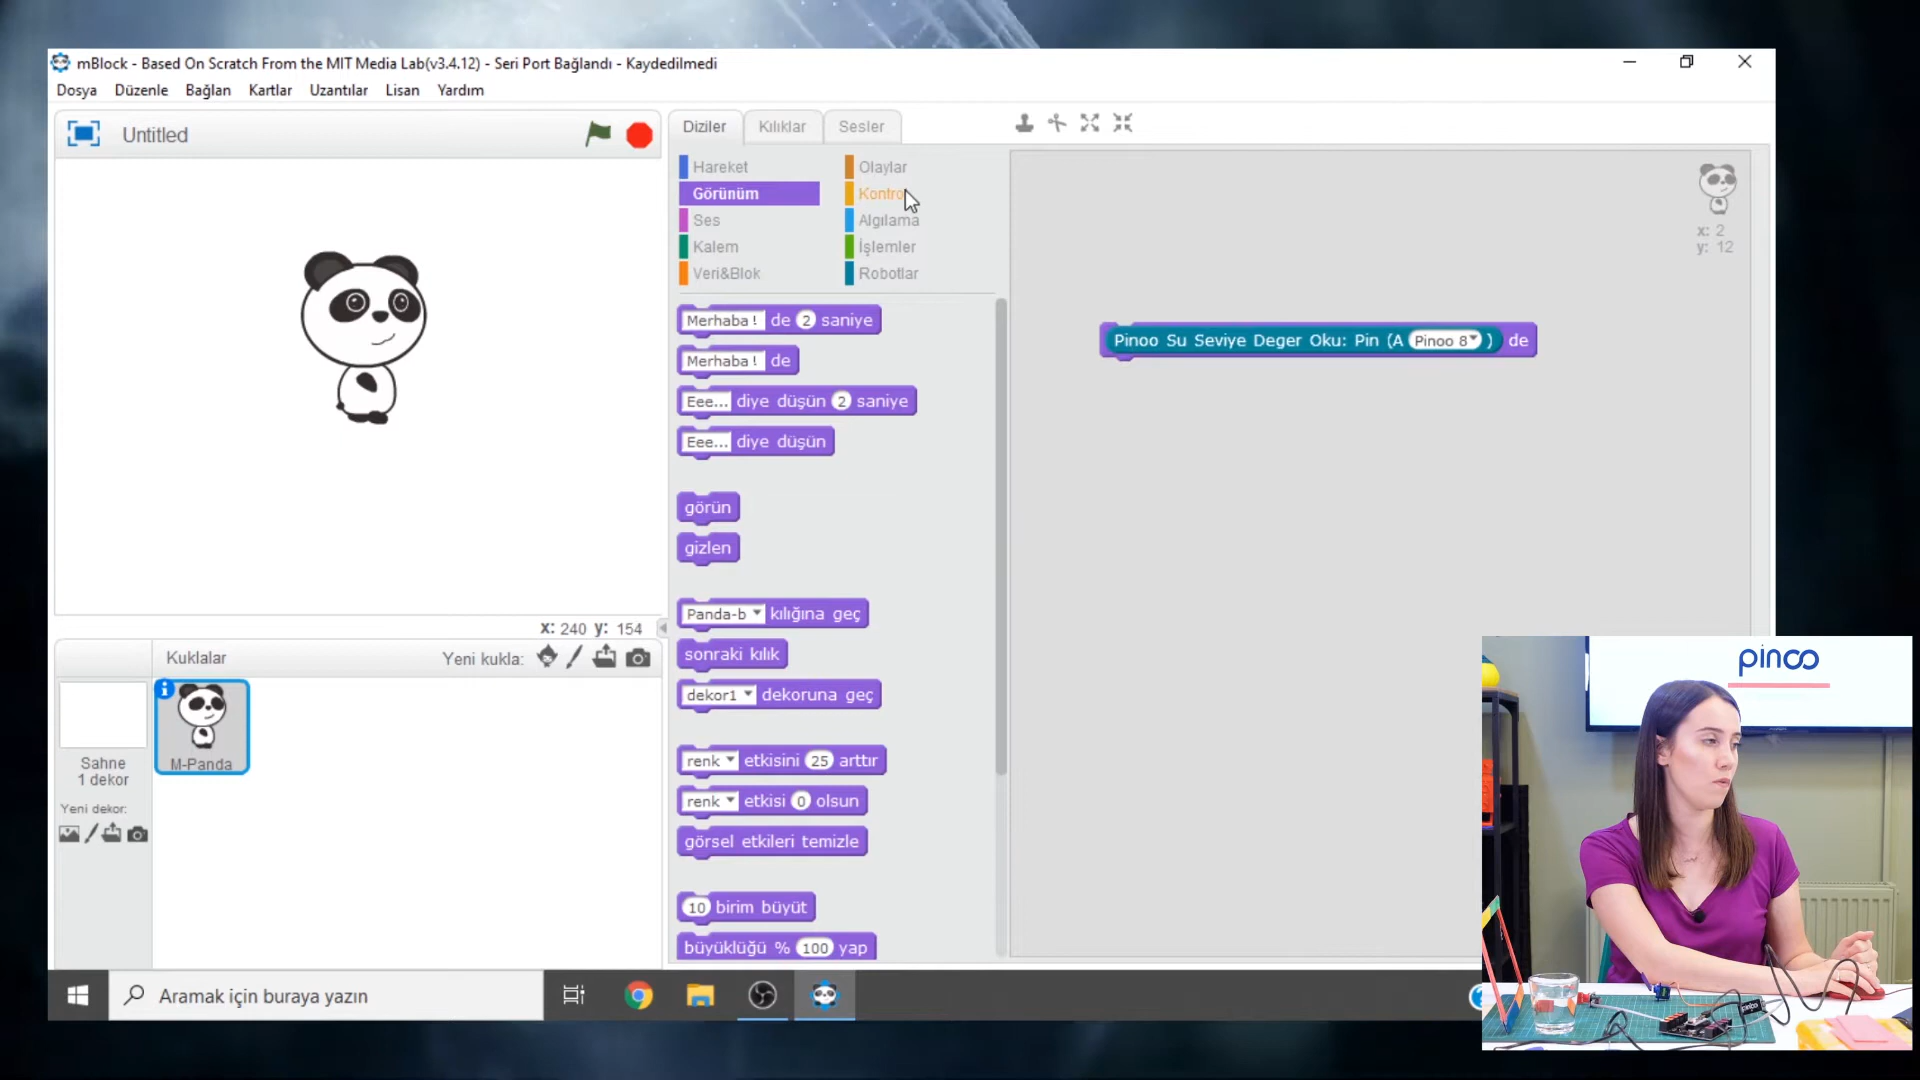 mBlock - Based On Scratch From the MIT Media Lab(v3.4.12) - Seri Port Bağlandı - Kaydedilmedi
Dosya Düzenle Bağlan Kartlar Uzantılar Lisan Yardım
Untitled
Diziler Kılıklar Sesler
Hareket Olaylar
Görünüm
Ses Algılama
Kalem İşlemler
Veri&Blok Robotlar
x: 2
y: 12
Merhaba! de 2 saniye
Merhaba! de
Eee... diye düşün 2 saniye
Eee... diye düşün
görün
gizlen
Panda-b kılığına geç
sonraki kılık
dekor1 dekoruna geç
renk etkisini 25 arttır
renk etkisi 0 olsun
görsel etkileri temizle
10 birim büyüt
büyüklüğü % 100 yap
Pinoo Su Seviye Deger Oku: Pin (A Pinoo 8 ) de
x: 240 y: 154
Kuklalar Yeni kukla:
M-Panda
Sahne
1 dekor
Yeni dekor:
Aramak için buraya yazın
pinoo